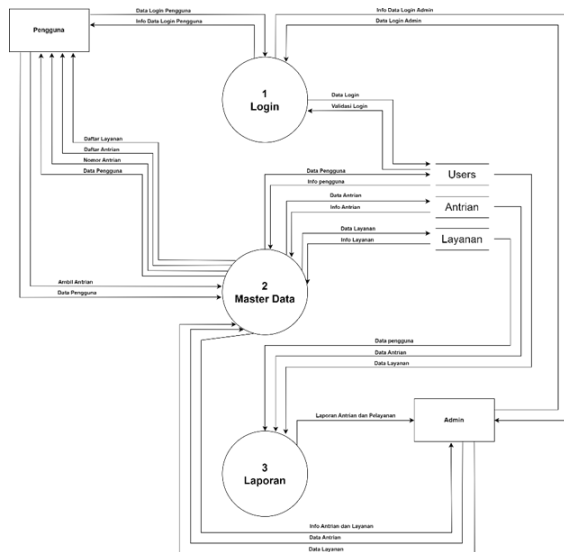 Data Login Pengguna
Info Data Login Pengguna
Pengguna
Info Data Login Admin
Data Login Admin
1
Login
Data Login
Validasi Login
Daftar Layanan
Daftar Antrian
Nomor Antrian
Data Pengguna
Data Pengguna
Info pengguna
Users
Data Antrian
Info Antrian
Antrian
Data Layanan
Info Layanan
Layanan
2
Master Data
Ambil Antrian
Data Pengguna
Data pengguna
Data Antrian
Data Layanan
Laporan Antrian dan Pelayanan
Admin
3
Laporan
Info Antrian dan Layanan
Data Antrian
Data Layanan